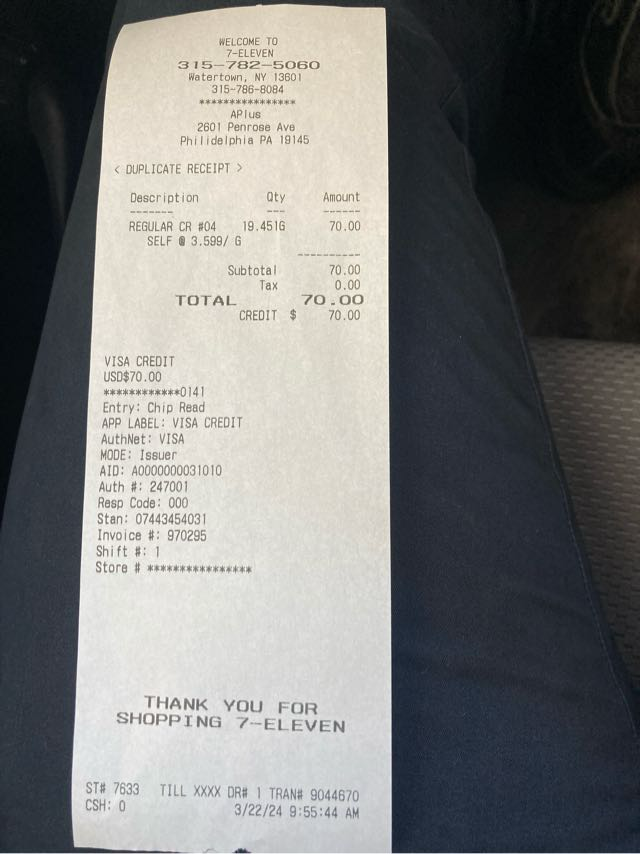 WELCOME TO
7-ELEVEN
315-782-5060
Watertown, NY 13601
315-786-8084
****************
APlus
2601 Penrose Ave
Philidelphia PA 19145
< DUPLICATE RECEIPT >
Description Qty Amount
------- --- ------
REGULAR CR #04 19.451G 70.00
SELF @ 3.599/ G
----------
Subtotal 70.00
Tax 0.00
TOTAL 70.00
CREDIT $ 70.00
VISA CREDIT
USD$70.00
************0141
Entry: Chip Read
APP LABEL: VISA CREDIT
AuthNet: VISA
MODE: Issuer
AID: A0000000031010
Auth #: 247001
Resp Code: 000
Stan: 07443454031
Invoice #: 970295
Shift #: 1
Store # ****************
THANK YOU FOR
SHOPPING 7-ELEVEN
ST# 7633 TILL XXXX DR# 1 TRAN# 9044670
CSH: 0 3/22/24 9:55:44 AM